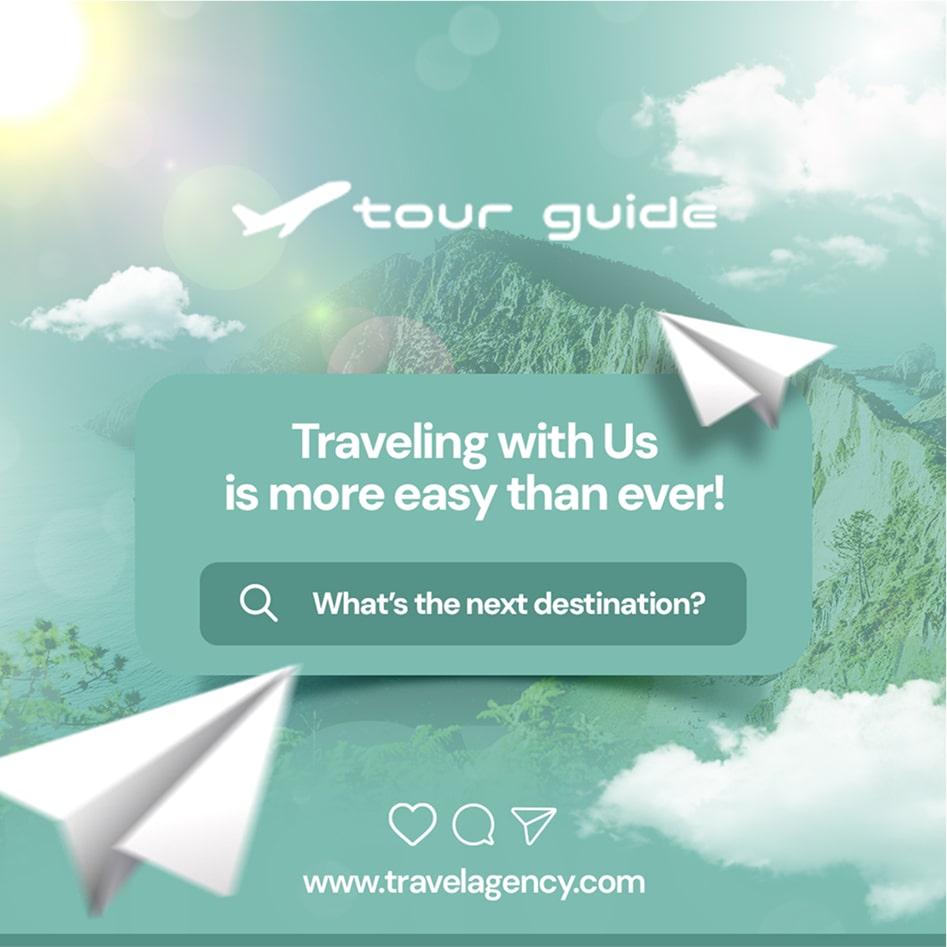 tour guide
Traveling with Us
is more easy than ever!
What's the next destination?
www.travelagency.com